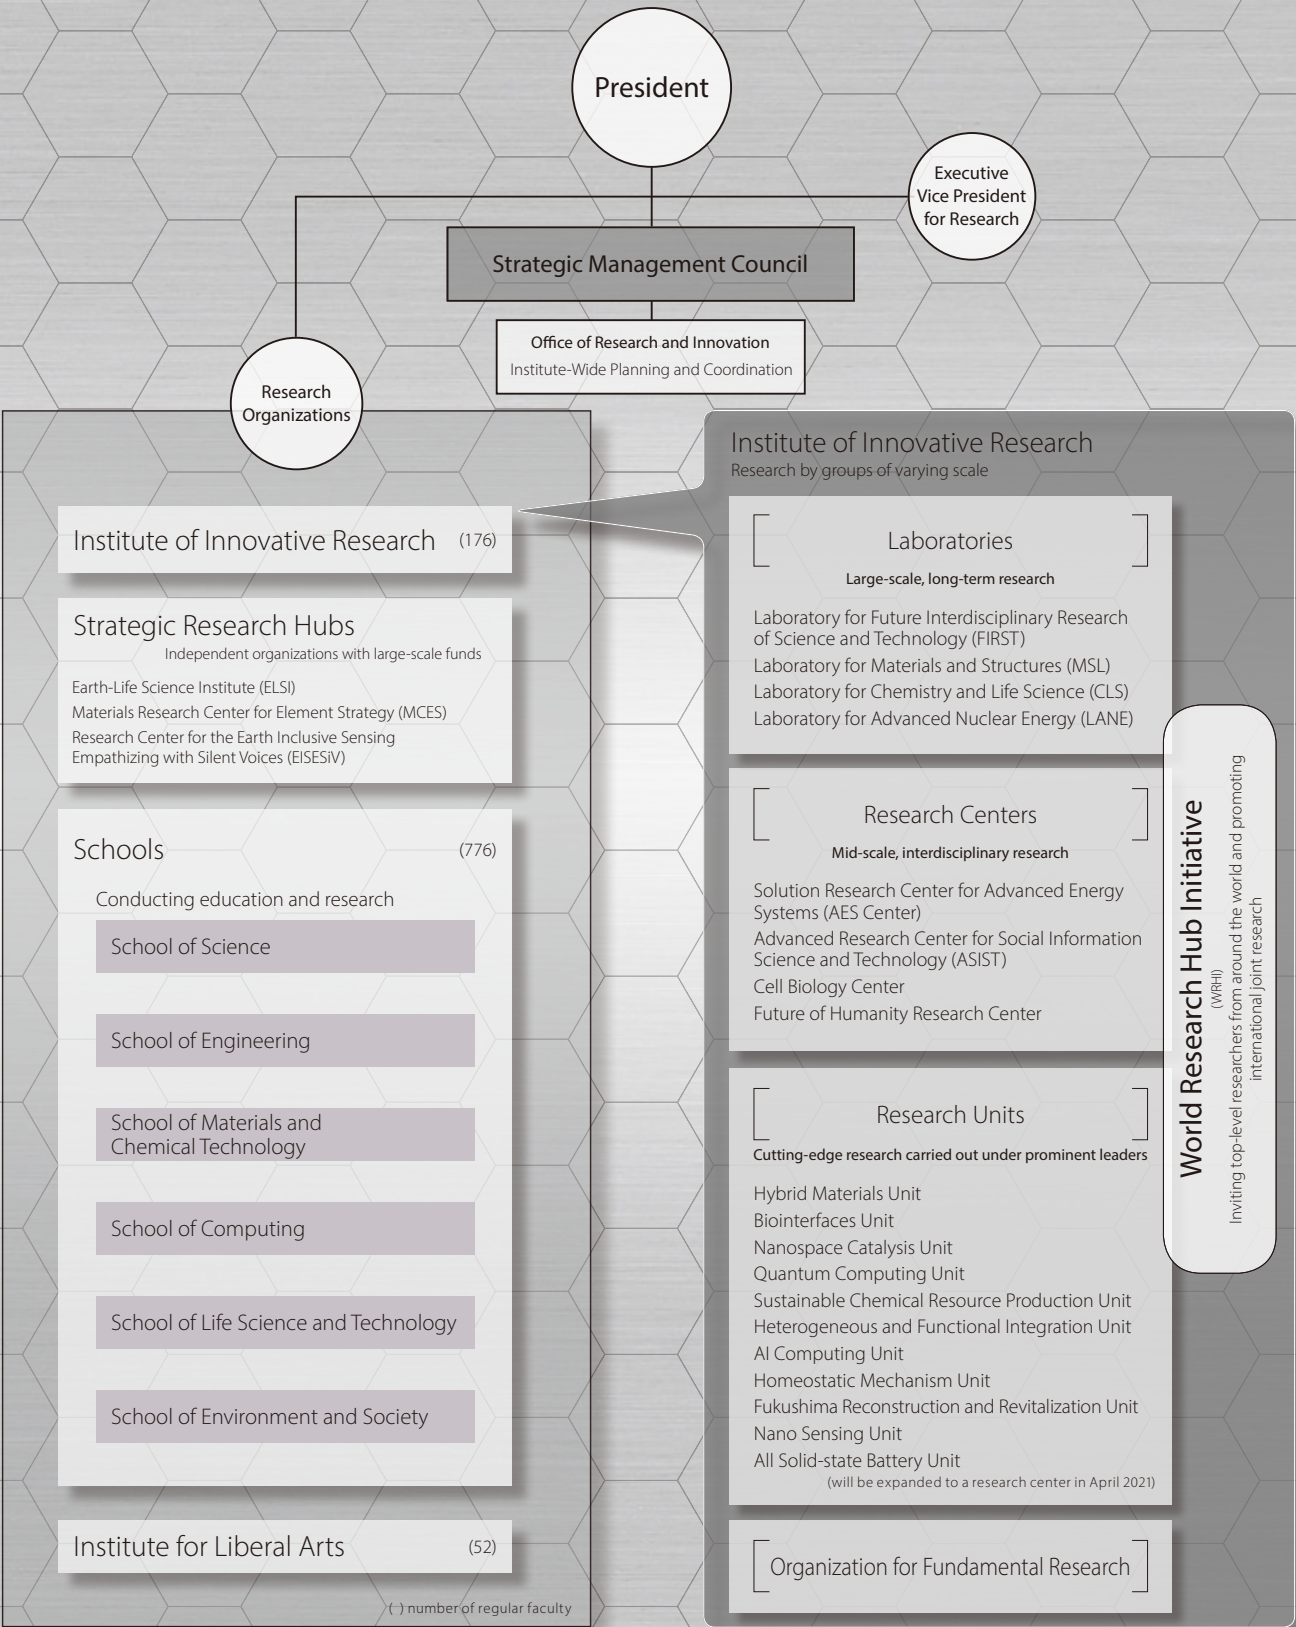 President
Executive
Vice President
for Research
Strategic Management Council
Office of Research and Innovation
Institute-Wide Planning and Coordination
Research
Organizations
Institute of Innovative Research (176)
Strategic Research Hubs
Independent organizations with large-scale funds
Earth-Life Science Institute (ELSI)
Materials Research Center for Element Strategy (MCES)
Research Center for the Earth Inclusive Sensing
Empathizing with Silent Voices (EISESiV)
Schools (776)
Conducting education and research
School of Science
School of Engineering
School of Materials and
Chemical Technology
School of Computing
School of Life Science and Technology
School of Environment and Society
Institute for Liberal Arts (52)
( ) number of regular faculty
Institute of Innovative Research
Research by groups of varying scale
Laboratories
Large-scale, long-term research
Laboratory for Future Interdisciplinary Research
of Science and Technology (FIRST)
Laboratory for Materials and Structures (MSL)
Laboratory for Chemistry and Life Science (CLS)
Laboratory for Advanced Nuclear Energy (LANE)
Research Centers
Mid-scale, interdisciplinary research
Solution Research Center for Advanced Energy
Systems (AES Center)
Advanced Research Center for Social Information
Science and Technology (ASIST)
Cell Biology Center
Future of Humanity Research Center
Research Units
Cutting-edge research carried out under prominent leaders
Hybrid Materials Unit
Biointerfaces Unit
Nanospace Catalysis Unit
Quantum Computing Unit
Sustainable Chemical Resource Production Unit
Heterogeneous and Functional Integration Unit
AI Computing Unit
Homeostatic Mechanism Unit
Fukushima Reconstruction and Revitalization Unit
Nano Sensing Unit
All Solid-state Battery Unit
(will be expanded to a research center in April 2021)
Organization for Fundamental Research
World Research Hub Initiative
(WRHI)
Inviting top-level researchers from around the world and promoting
international joint research